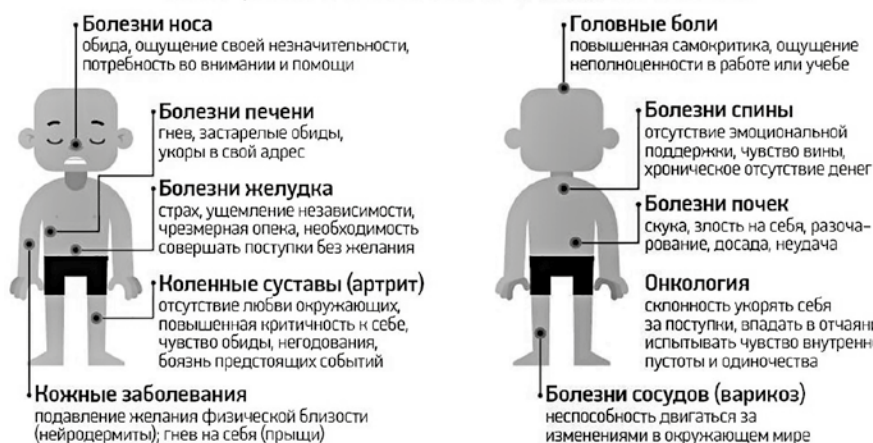 Болезни носа
обида, ощущение своей незначительности,
потребность во внимании и помощи
Болезни печени
гнев, застарелые обиды,
укоры в свой адрес
Болезни желудка
страх, ущемление независимости,
чрезмерная опека, необходимость
совершать поступки без желания
Коленные суставы (артрит)
отсутствие любви окружающих,
повышенная критичность к себе,
чувство обиды, негодования,
боязнь предстоящих событий
Кожные заболевания
подавление желания физической близости
(нейродермиты); гнев на себя (прыщи)
Головные боли
повышенная самокритика, ощущение
неполноценности в работе или учебе
Болезни спины
отсутствие эмоциональной
поддержки, чувство вины,
хроническое отсутствие денег
Болезни почек
скука, злость на себя, разоча-
рование, досада, неудача
Онкология
склонность укорять себя
за поступки, впадать в отчаяни
испытывать чувство внутренн
пустоты и одиночества
Болезни сосудов (варикоз)
неспособность двигаться за
изменениями в окружающем мире